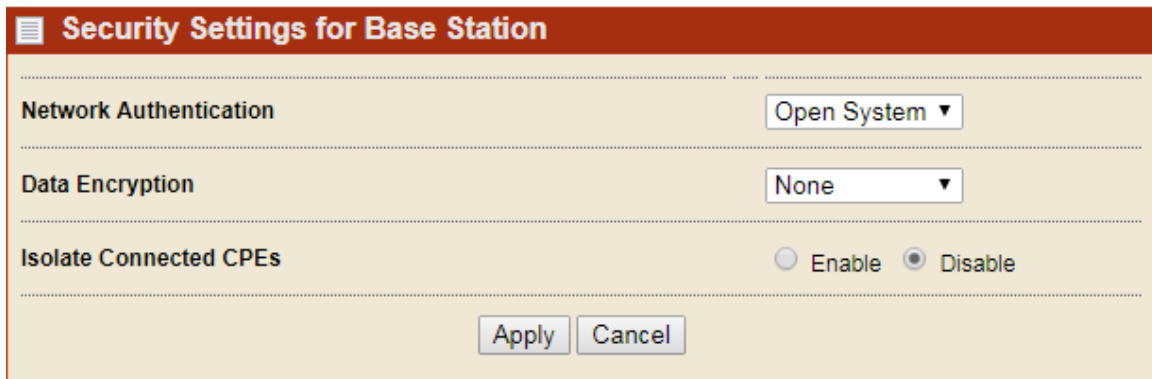 Security Settings for Base Station
Network Authentication Open System
Data Encryption None
Isolate Connected CPEs Enable Disable
Apply Cancel